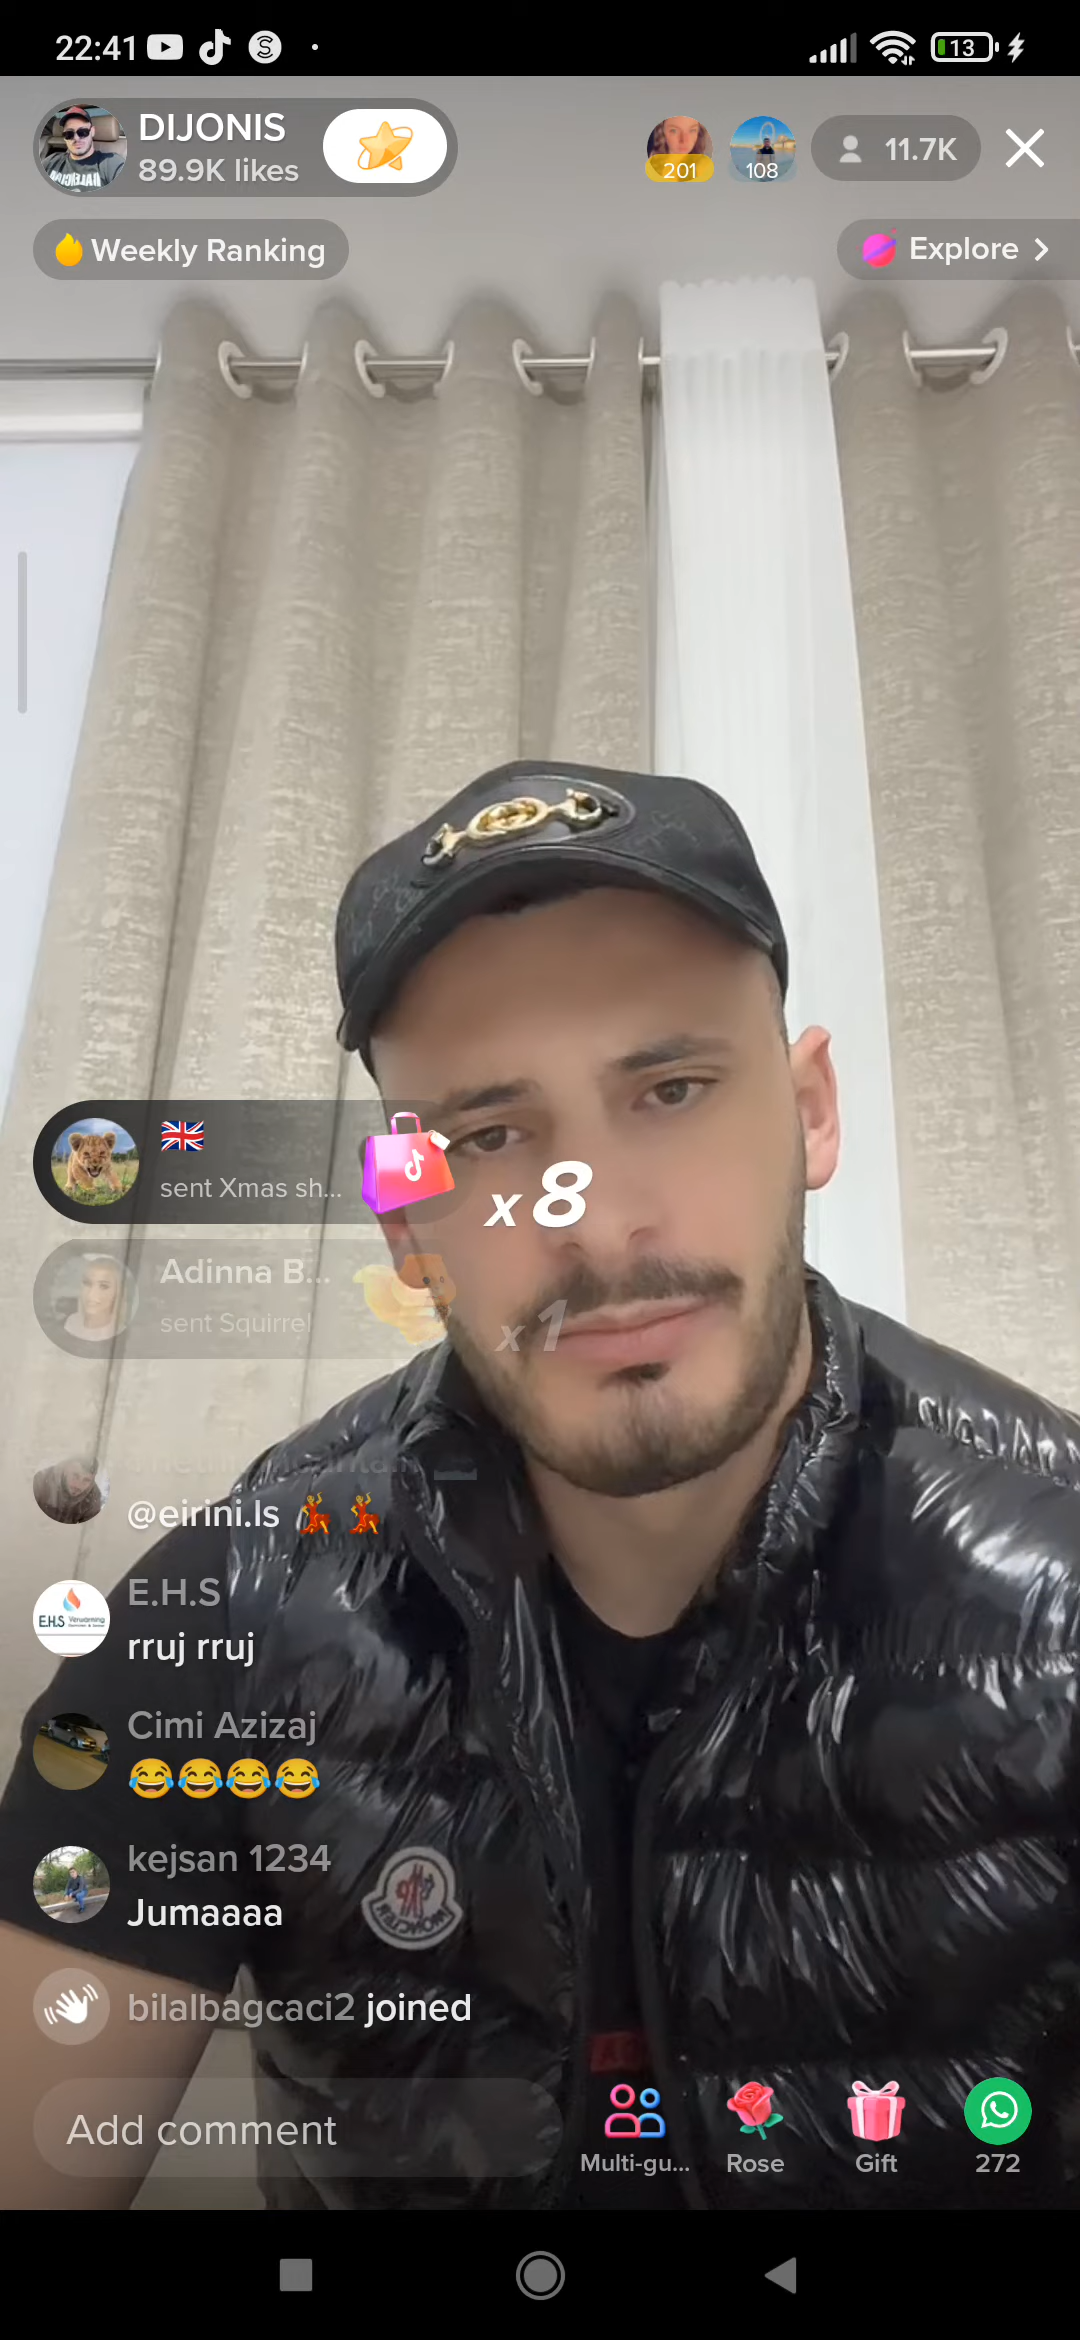 22:41
13
DIJONIS
89.9K likes
201
108
11.7K
Weekly Ranking
Explore
sent Xmas sh...
x8
Adinna B...
sent Squirrel
x1
@eirini.ls
E.H.S
rruj rruj
Cimi Azizaj
kejsan 1234
Jumaaaa
MONCLER
bilalbagcaci2 joined
Add comment
Multi-gu...
Rose
Gift
272